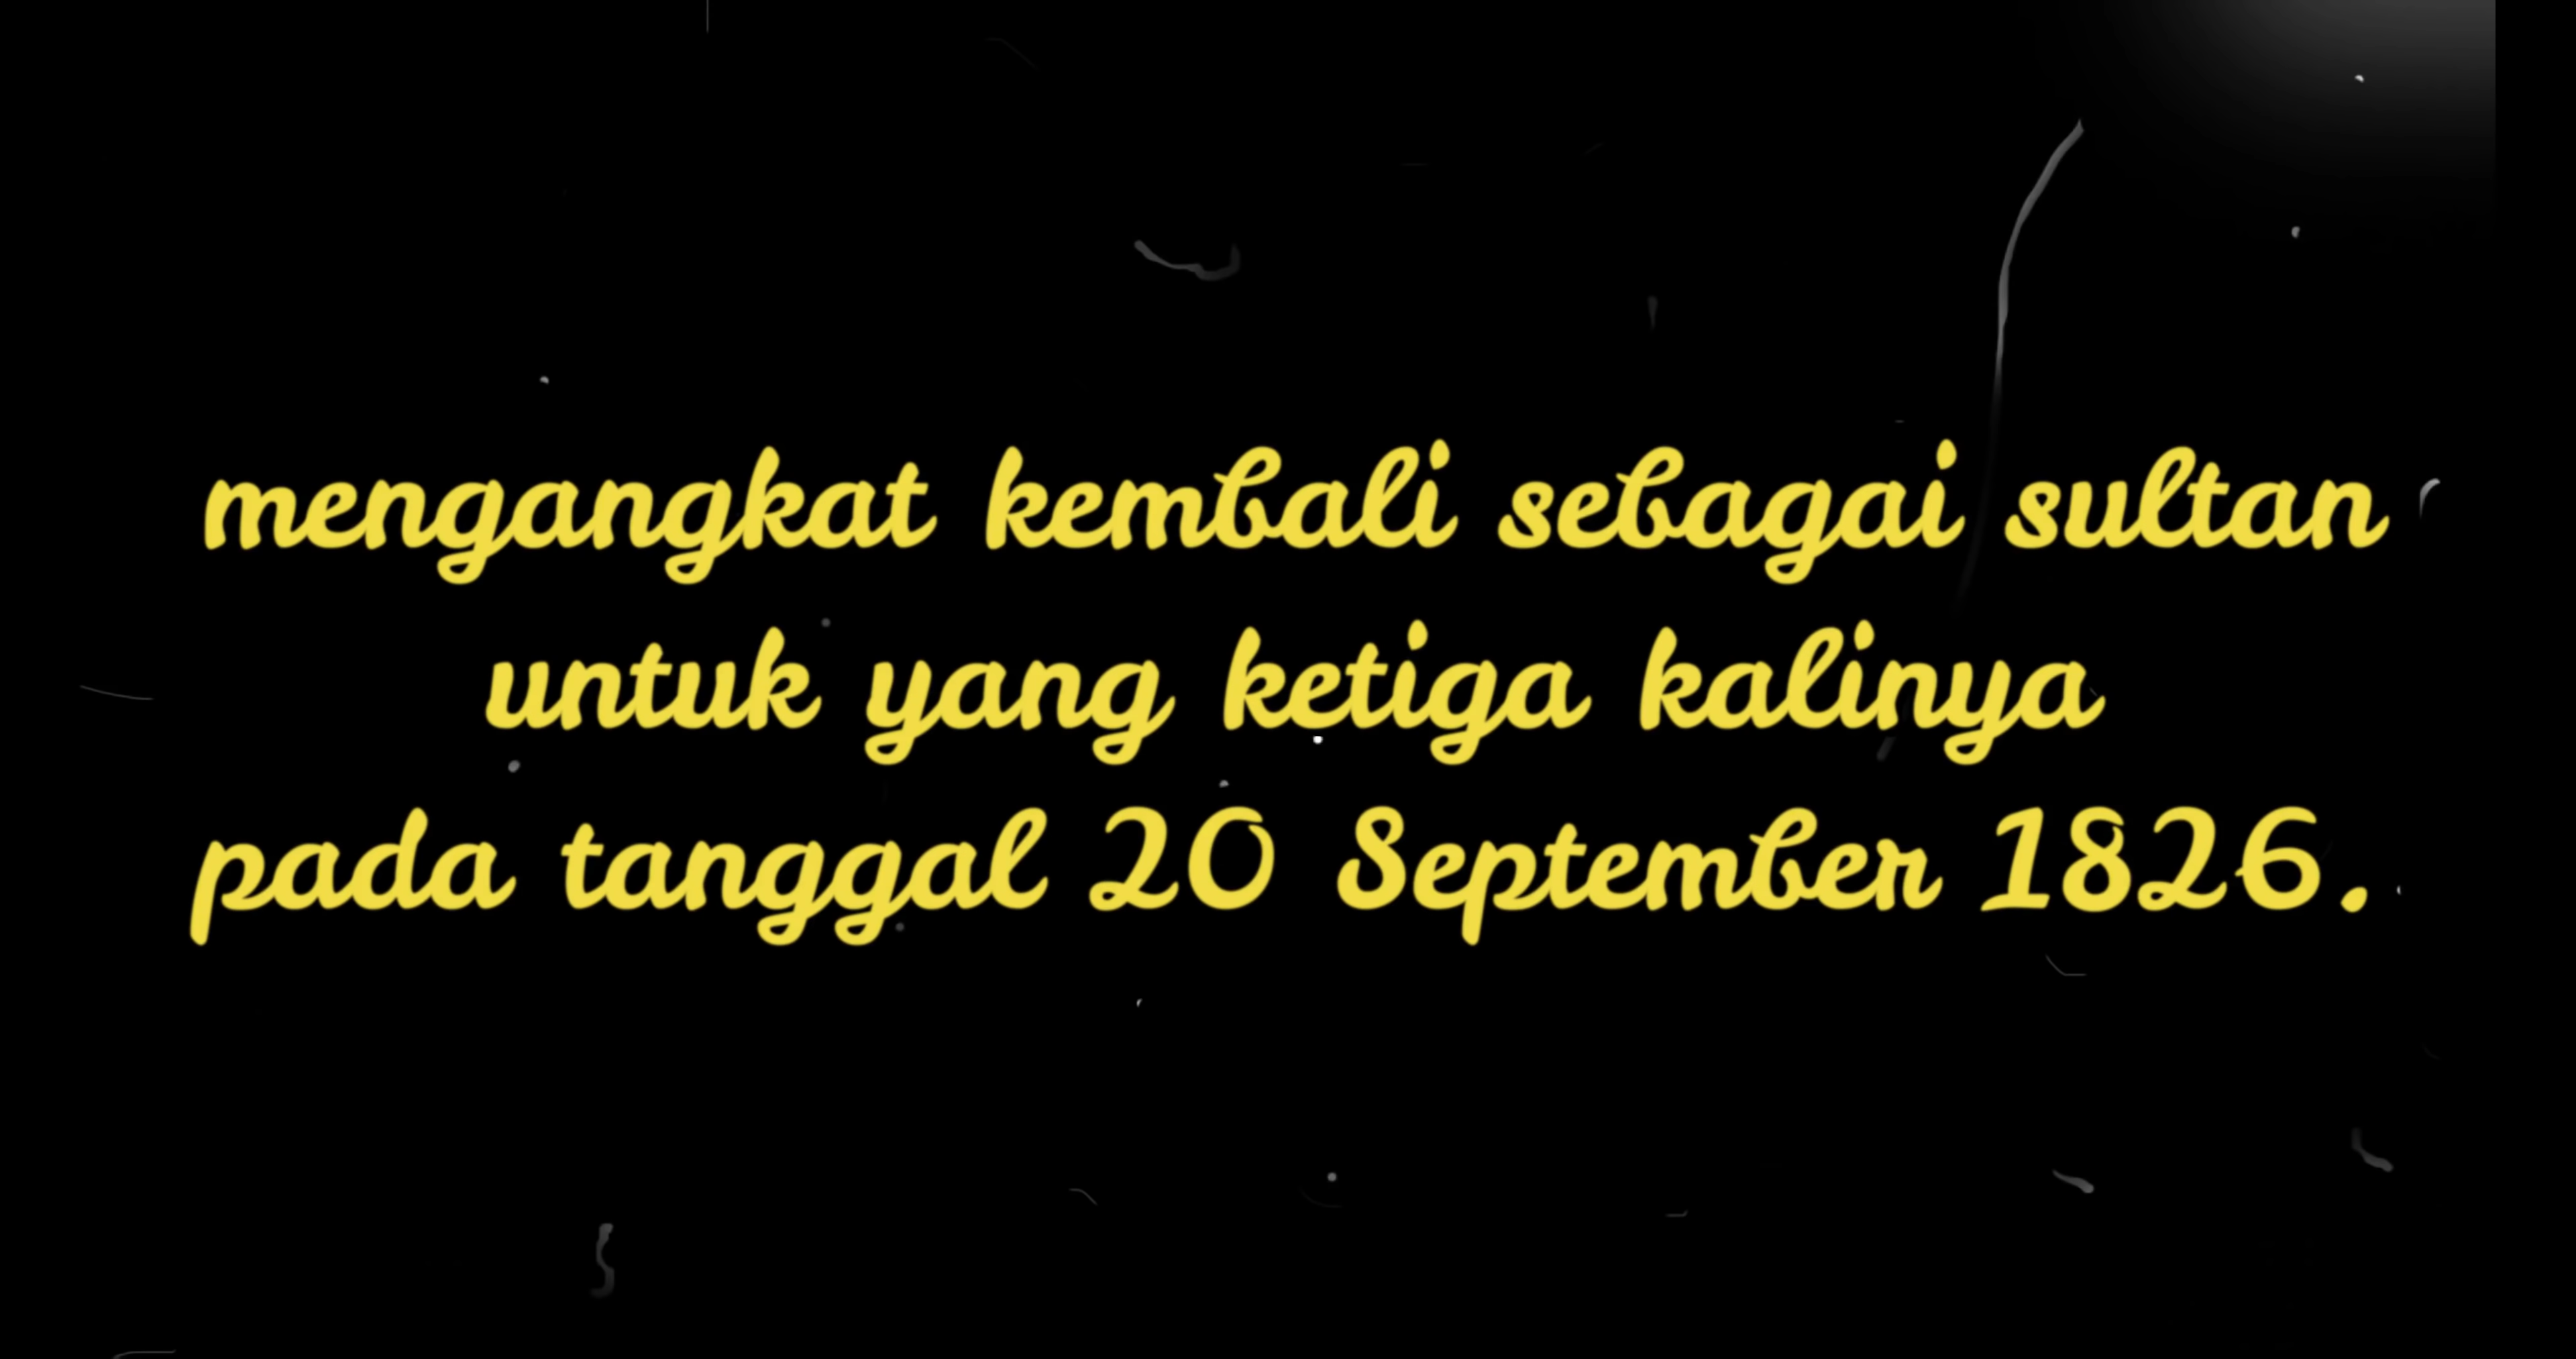 mengangkat kembali sebagai sultan
untuk yang ketiga kalinya
pada tanggal 20 September 1826.